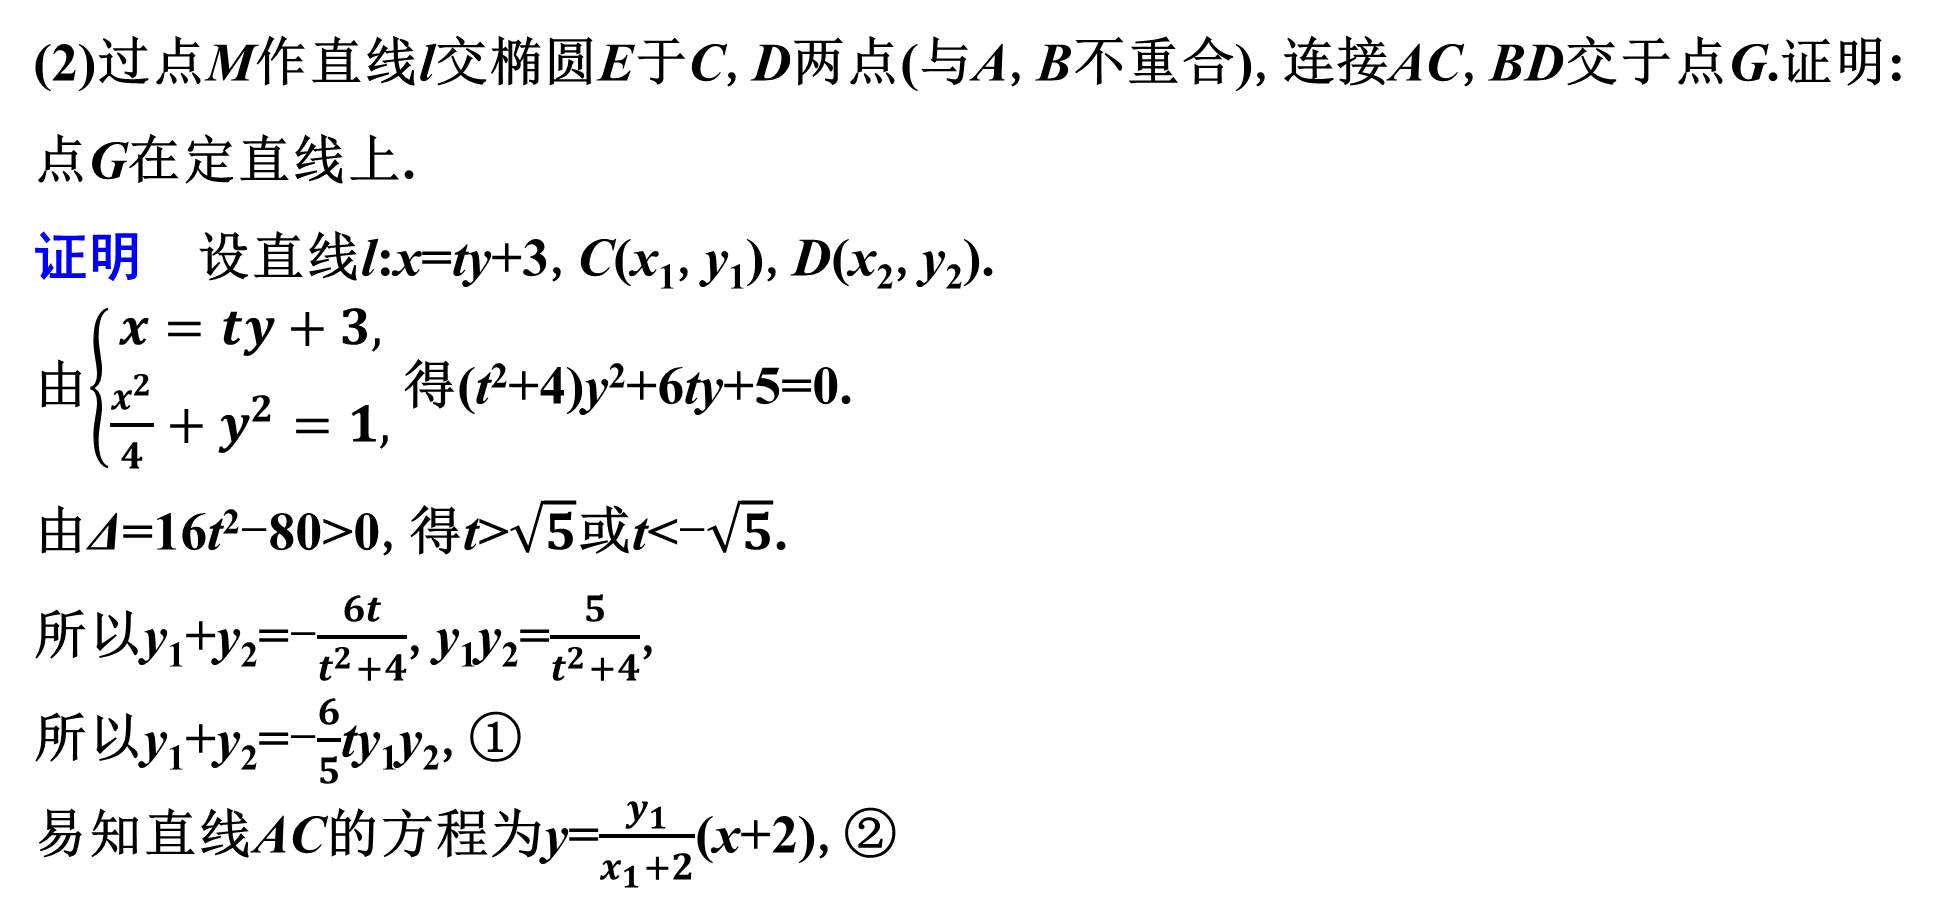 (2)过点M作直线l交椭圆E于C, D两点(与A, B不重合), 连接AC, BD交于点G.证明:
点G在定直线上.
证明 设直线l:x=ty+3, C(x₁, y₁), D(x₂, y₂).
由{x = ty + 3, x²/4 + y² = 1, 得(t²+4)y²+6ty+5=0.
由Δ=16t²−80>0, 得t>√5或t<−√5.
所以y₁+y₂=−6t/(t²+4), y₁y₂=5/(t²+4),
所以y₁+y₂=−6/5ty₁y₂, ①
易知直线AC的方程为y=y₁/(x₁+2)(x+2), ②